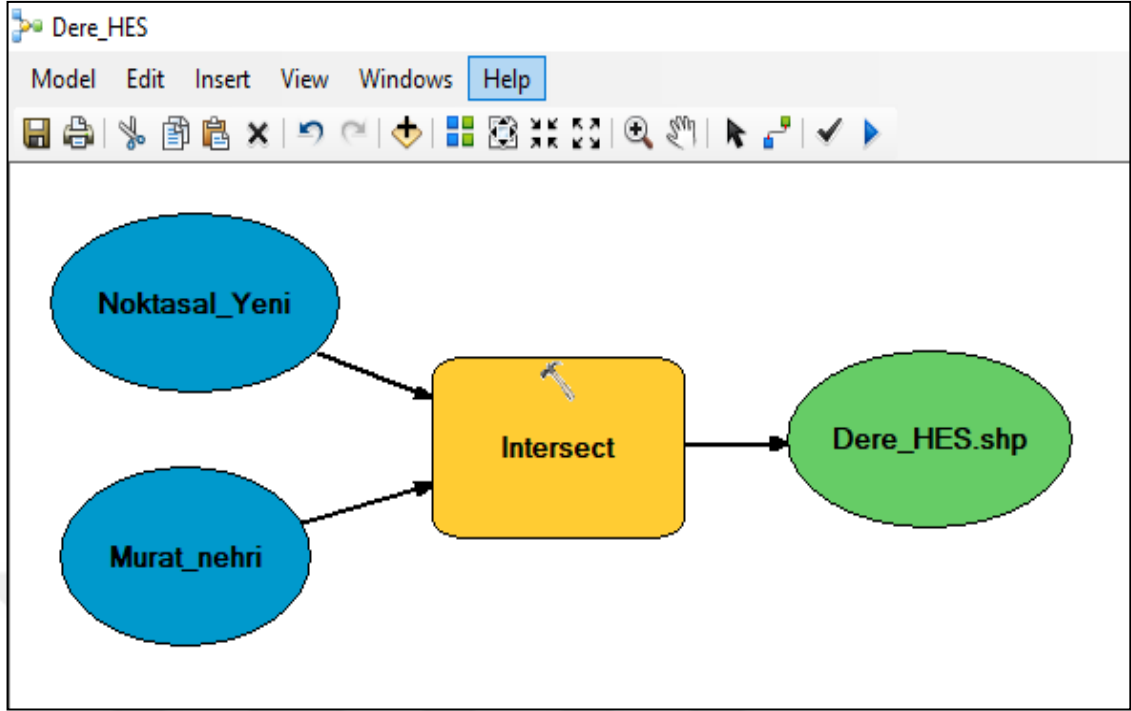 Dere_HES
Model Edit Insert View Windows Help
Noktasal_Yeni
Intersect
Dere_HES.shp
Murat_nehri